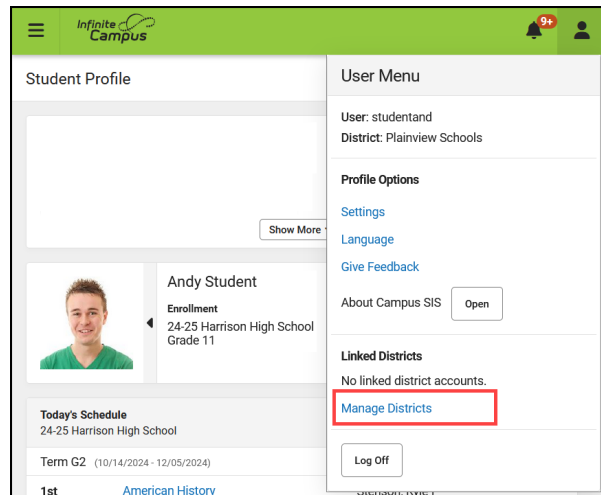 Infinite
Campus
9+
Student Profile
Show More
Andy Student
Enrollment
24-25 Harrison High School
Grade 11
Today's Schedule
24-25 Harrison High School
Term G2 (10/14/2024 - 12/05/2024)
1st American History
User Menu
User: studentand
District: Plainview Schools
Profile Options
Settings
Language
Give Feedback
About Campus SIS Open
Linked Districts
No linked district accounts.
Manage Districts
Log Off